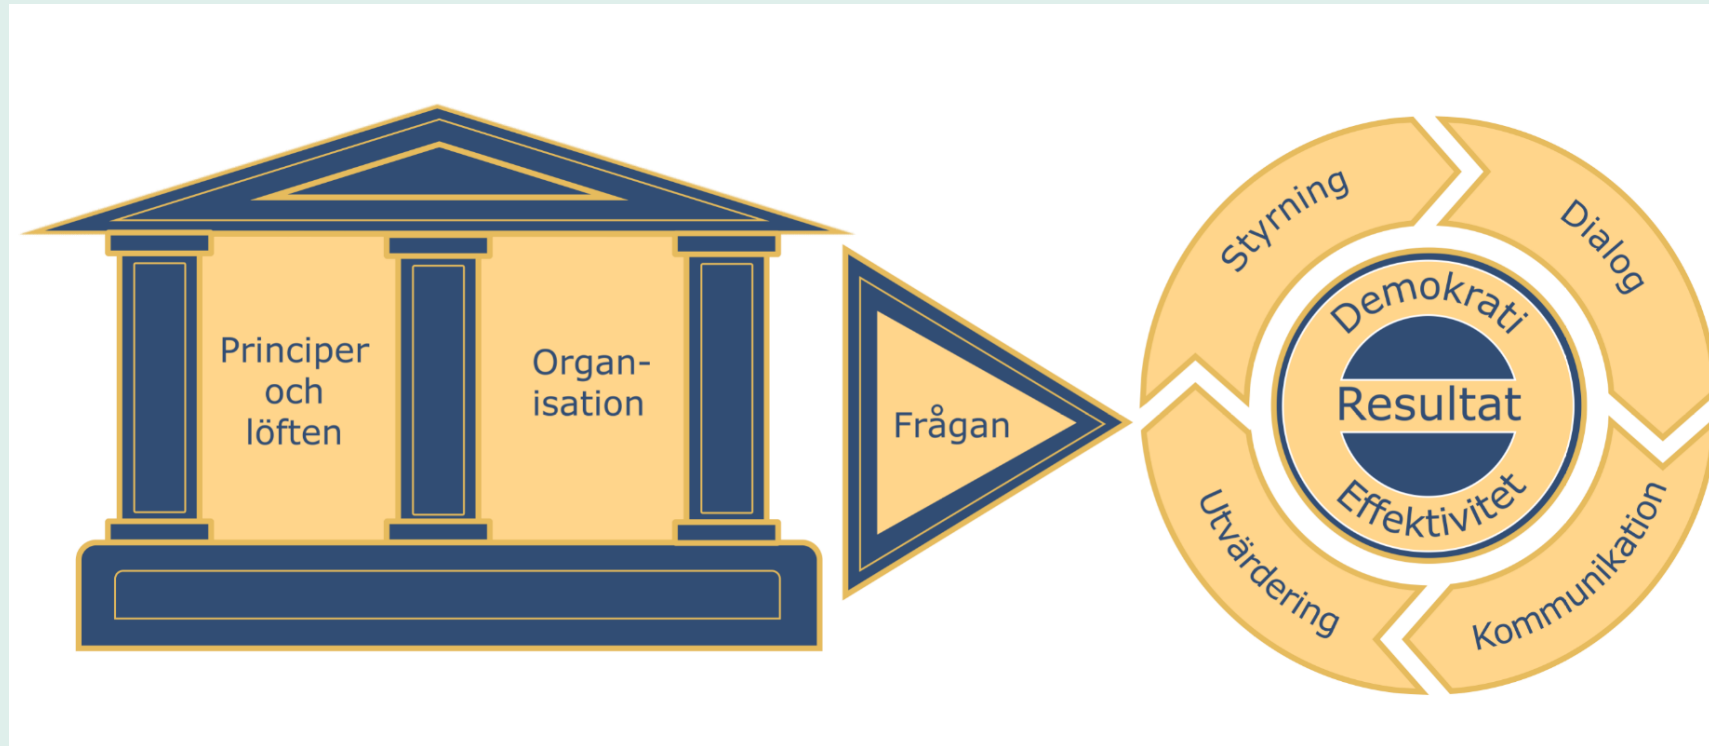 Principer
och
löften
Organ-
isation
Frågan
Styrning
Dialog
Kommunikation
Utvärdering
Demokrati
Resultat
Effektivitet